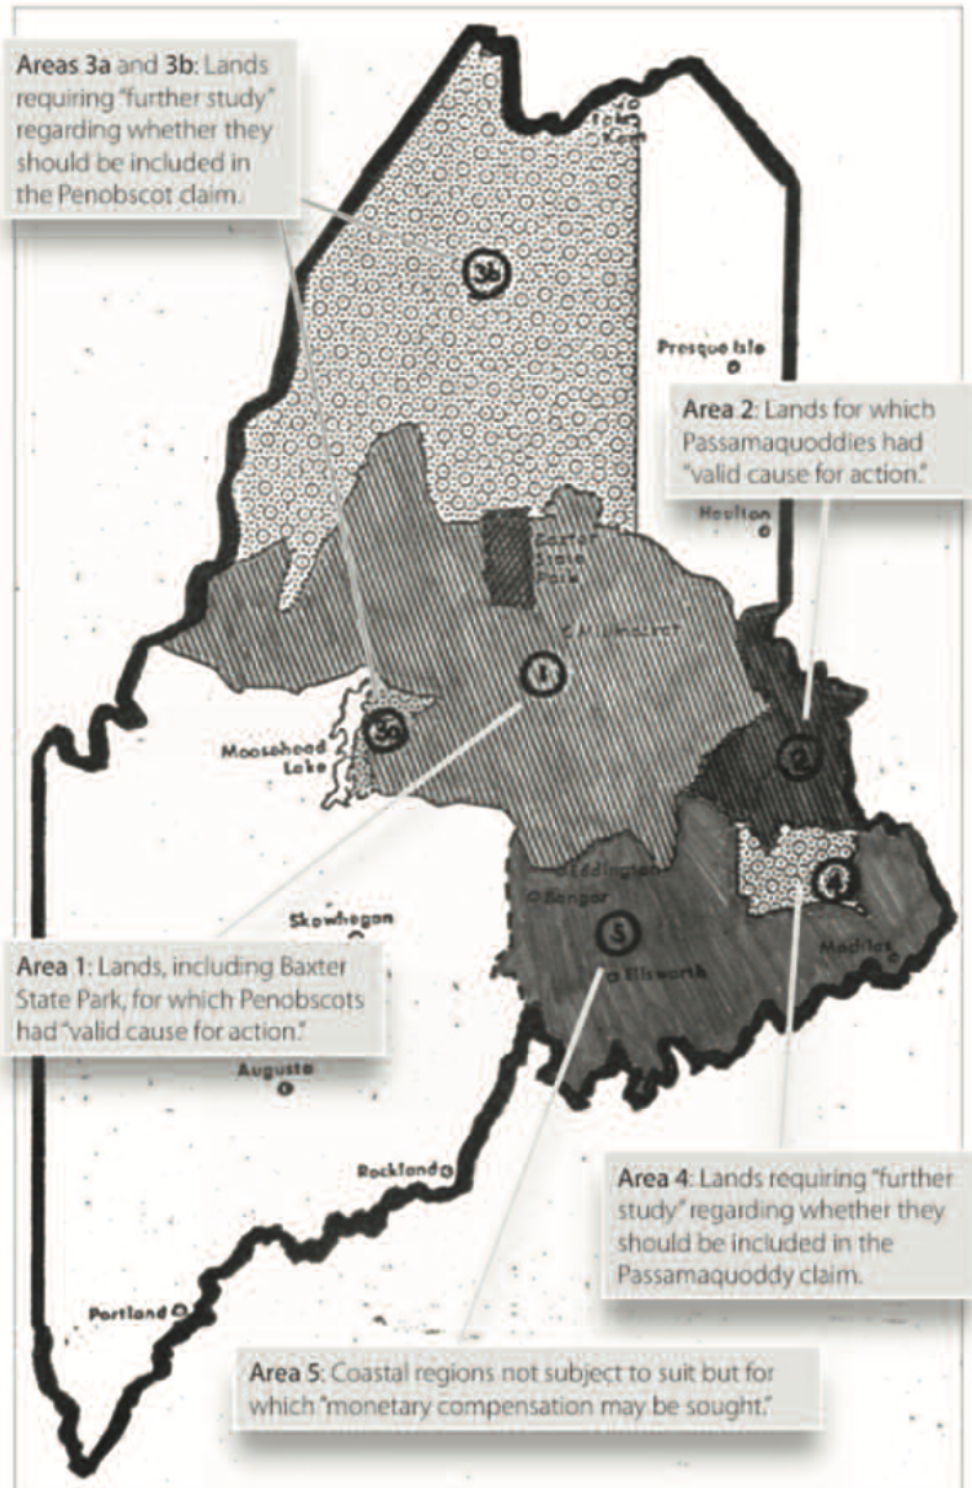 Areas 3a and 3b: Lands
requiring "further study"
regarding whether they
should be included in
the Penobscot claim.
3b
Presque Isle
Area 2: Lands for which
Passamaquoddies had
"valid cause for action."
Houlton
Baxter
State
Park
Millinocket
1
3a
2
Moosehead
Lake
4
Eddington
Bangor
Skowhegan
5
Machias
Ellsworth
Area 1: Lands, including Baxter
State Park, for which Penobscots
had "valid cause for action."
Augusta
Rockland
Area 4: Lands requiring "further
study" regarding whether they
should be included in the
Passamaquoddy claim.
Portland
Area 5: Coastal regions not subject to suit but for
which "monetary compensation may be sought."